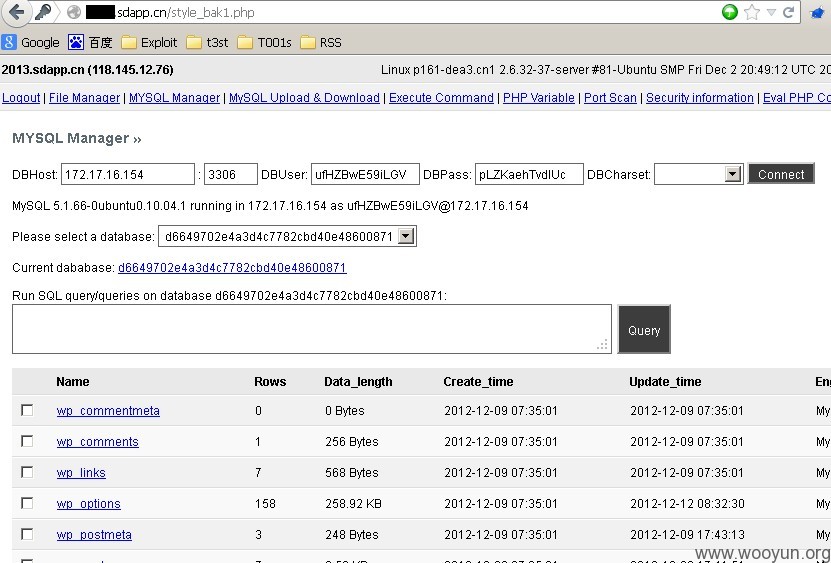 sdapp.cn/style_bak1.php
Google 百度 Exploit t3st T001s RSS
2013.sdapp.cn (118.145.12.76) Linux p161-dea3.cn1 2.6.32-37-server #81-Ubuntu SMP Fri Dec 2 20:49:12 UTC 20
Logout | File Manager | MYSQL Manager | MySQL Upload & Download | Execute Command | PHP Variable | Port Scan | Security information | Eval PHP Co
MYSQL Manager »
DBHost: 172.17.16.154 : 3306 DBUser: ufHZBwE59iLGV DBPass: pLZKaehTvdIUc DBCharset: Connect
MySQL 5.1.66-0ubuntu0.10.04.1 running in 172.17.16.154 as ufHZBwE59iLGV@172.17.16.154
Please select a database: d6649702e4a3d4c7782cbd40e48600871
Current dababase: d6649702e4a3d4c7782cbd40e48600871
Run SQL query/queries on database d6649702e4a3d4c7782cbd40e48600871:
Query
Name Rows Data_length Create_time Update_time En
wp_commentmeta 0 0 Bytes 2012-12-09 07:35:01 2012-12-09 07:35:01 My
wp_comments 1 256 Bytes 2012-12-09 07:35:01 2012-12-09 07:35:01 My
wp_links 7 568 Bytes 2012-12-09 07:35:01 2012-12-09 07:35:01 My
wp_options 158 258.92 KB 2012-12-09 07:35:01 2012-12-12 08:32:30 My
wp_postmeta 3 248 Bytes 2012-12-09 07:35:01 2012-12-09 17:43:13 My
www.wooyun.org